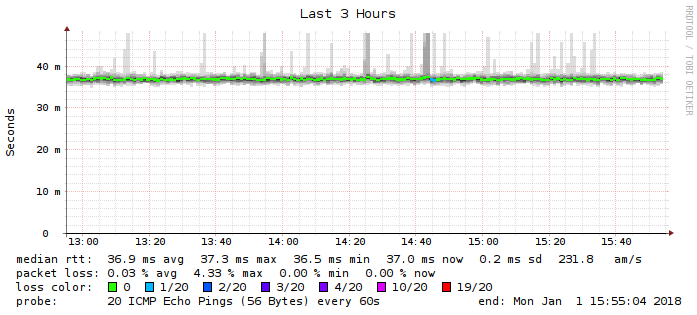 Last 3 Hours
RRDTOOL / TOBI OETIKER
Seconds
40 m
30 m
20 m
10 m
0
13:00 13:20 13:40 14:00 14:20 14:40 15:00 15:20 15:40
median rtt: 36.9 ms avg 37.3 ms max 36.5 ms min 37.0 ms now 0.2 ms sd 231.8 am/s
packet loss: 0.03 % avg 4.33 % max 0.00 % min 0.00 % now
loss color: 0 1/20 2/20 3/20 4/20 10/20 19/20
probe: 20 ICMP Echo Pings (56 Bytes) every 60s end: Mon Jan 1 15:55:04 2018